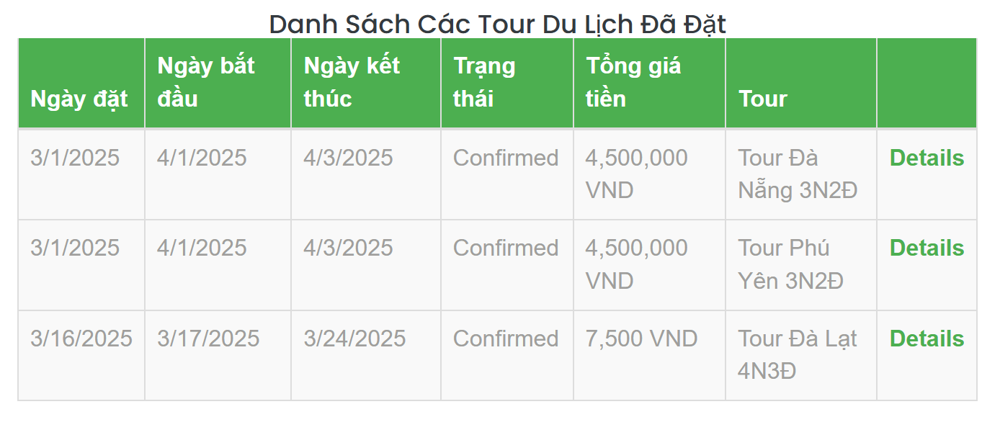 Danh Sách Các Tour Du Lịch Đã Đặt
Ngày đặt
Ngày bắt
đầu
Ngày kết
thúc
Trạng
thái
Tổng giá
tiền
Tour
3/1/2025
4/1/2025
4/3/2025
Confirmed
4,500,000
VND
Tour Đà
Nẵng 3N2Đ
Details
3/1/2025
4/1/2025
4/3/2025
Confirmed
4,500,000
VND
Tour Phú
Yên 3N2Đ
Details
3/16/2025
3/17/2025
3/24/2025
Confirmed
7,500 VND
Tour Đà Lạt
4N3Đ
Details